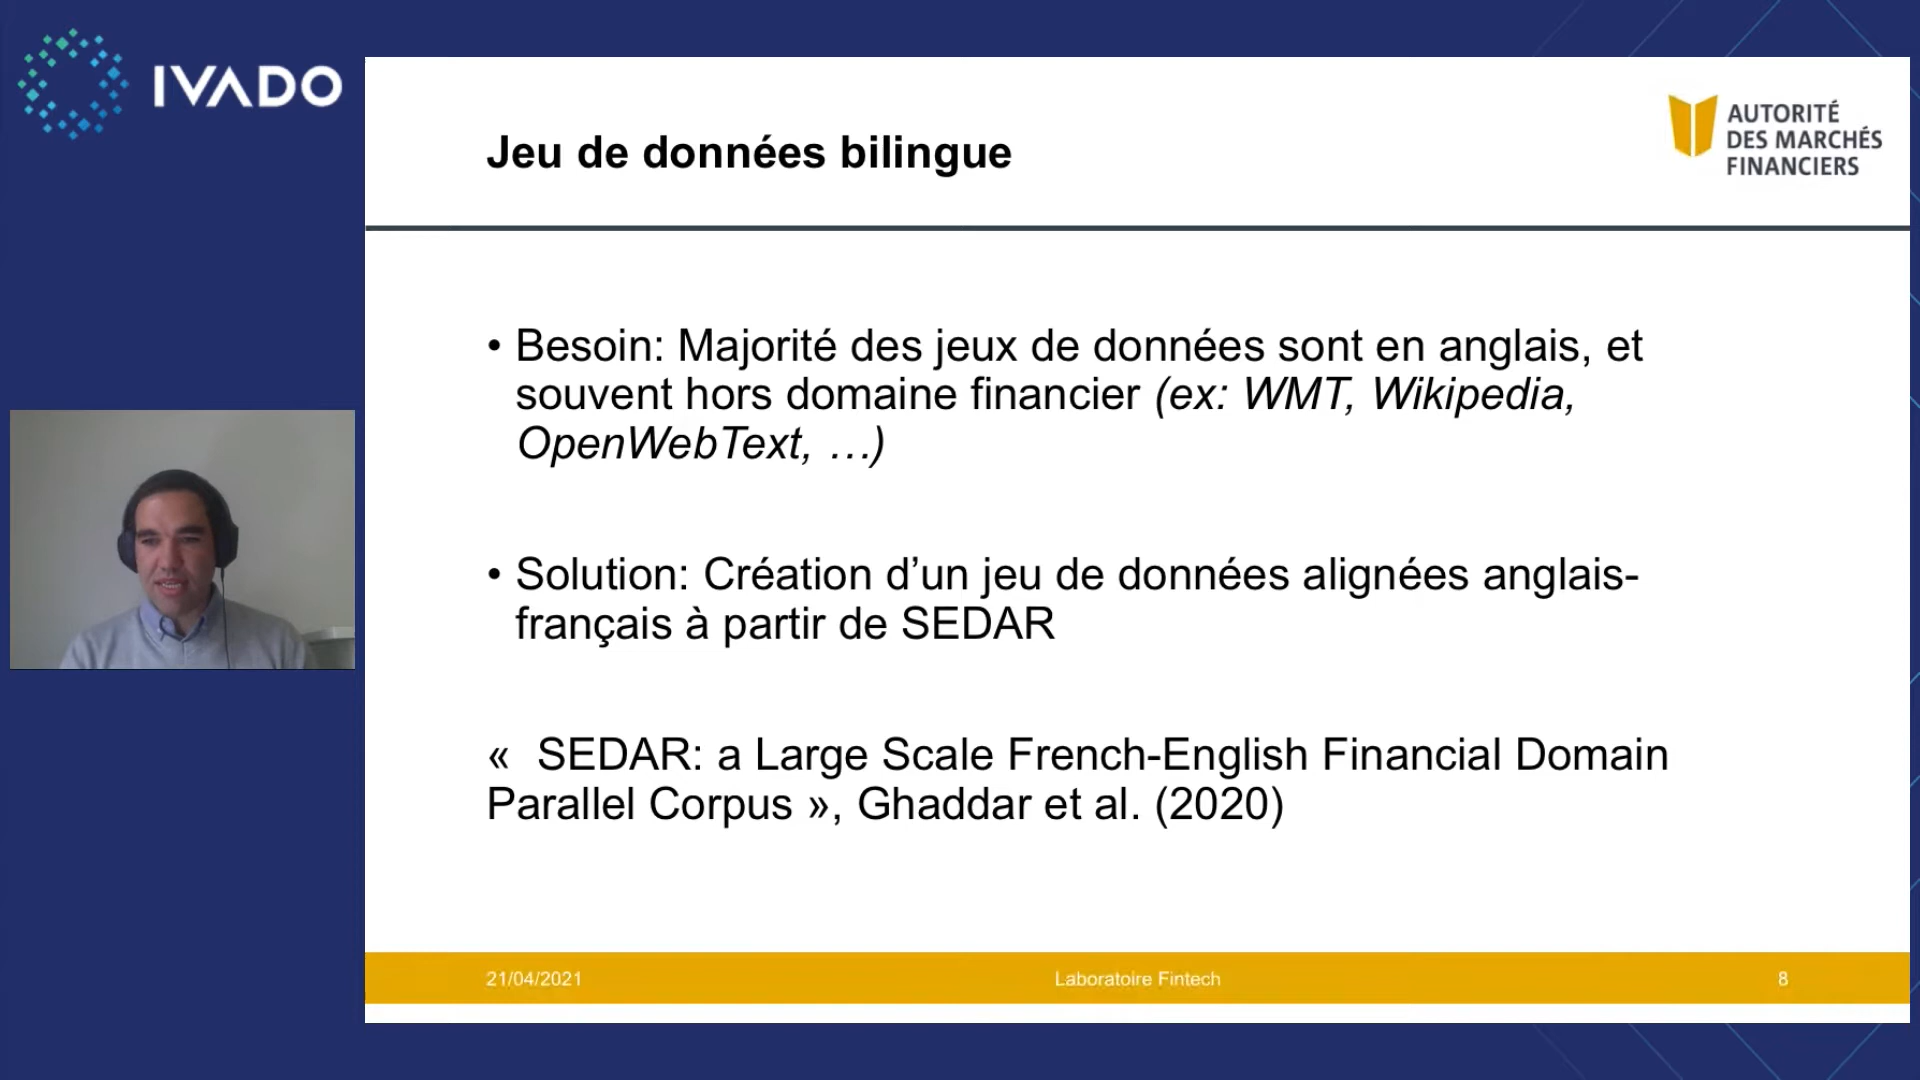 IVADO
AUTORITÉ
DES MARCHÉS
FINANCIERS
Jeu de données bilingue
• Besoin: Majorité des jeux de données sont en anglais, et
souvent hors domaine financier (ex: WMT, Wikipedia,
OpenWebText, …)
• Solution: Création d’un jeu de données alignées anglais-
français à partir de SEDAR
« SEDAR: a Large Scale French-English Financial Domain
Parallel Corpus », Ghaddar et al. (2020)
21/04/2021 Laboratoire Fintech 8